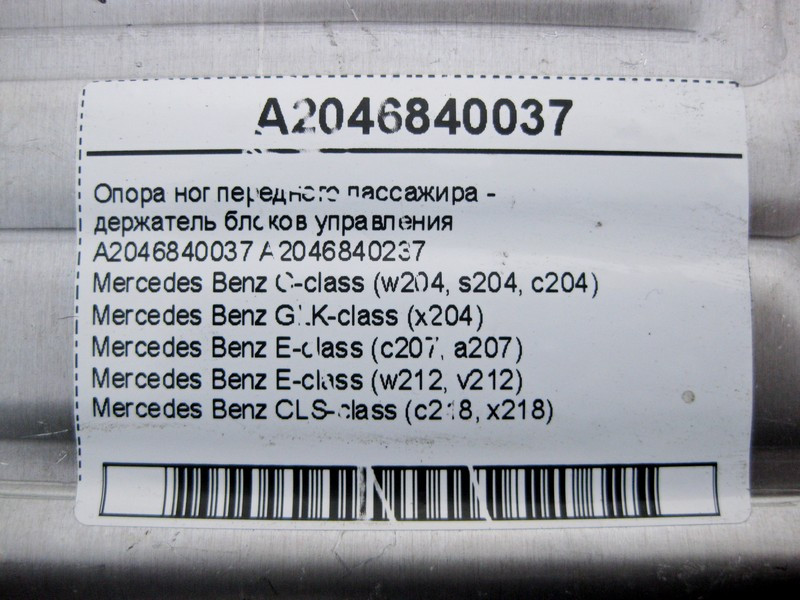 A2046840037
Опора ног переднего пассажира -
держатель блоков управления
A2046840037 A2046840237
Mercedes Benz C-class (w204, s204, c204)
Mercedes Benz GLK-class (x204)
Mercedes Benz E-class (c207, a207)
Mercedes Benz E-class (w212, v212)
Mercedes Benz CLS-class (c218, x218)